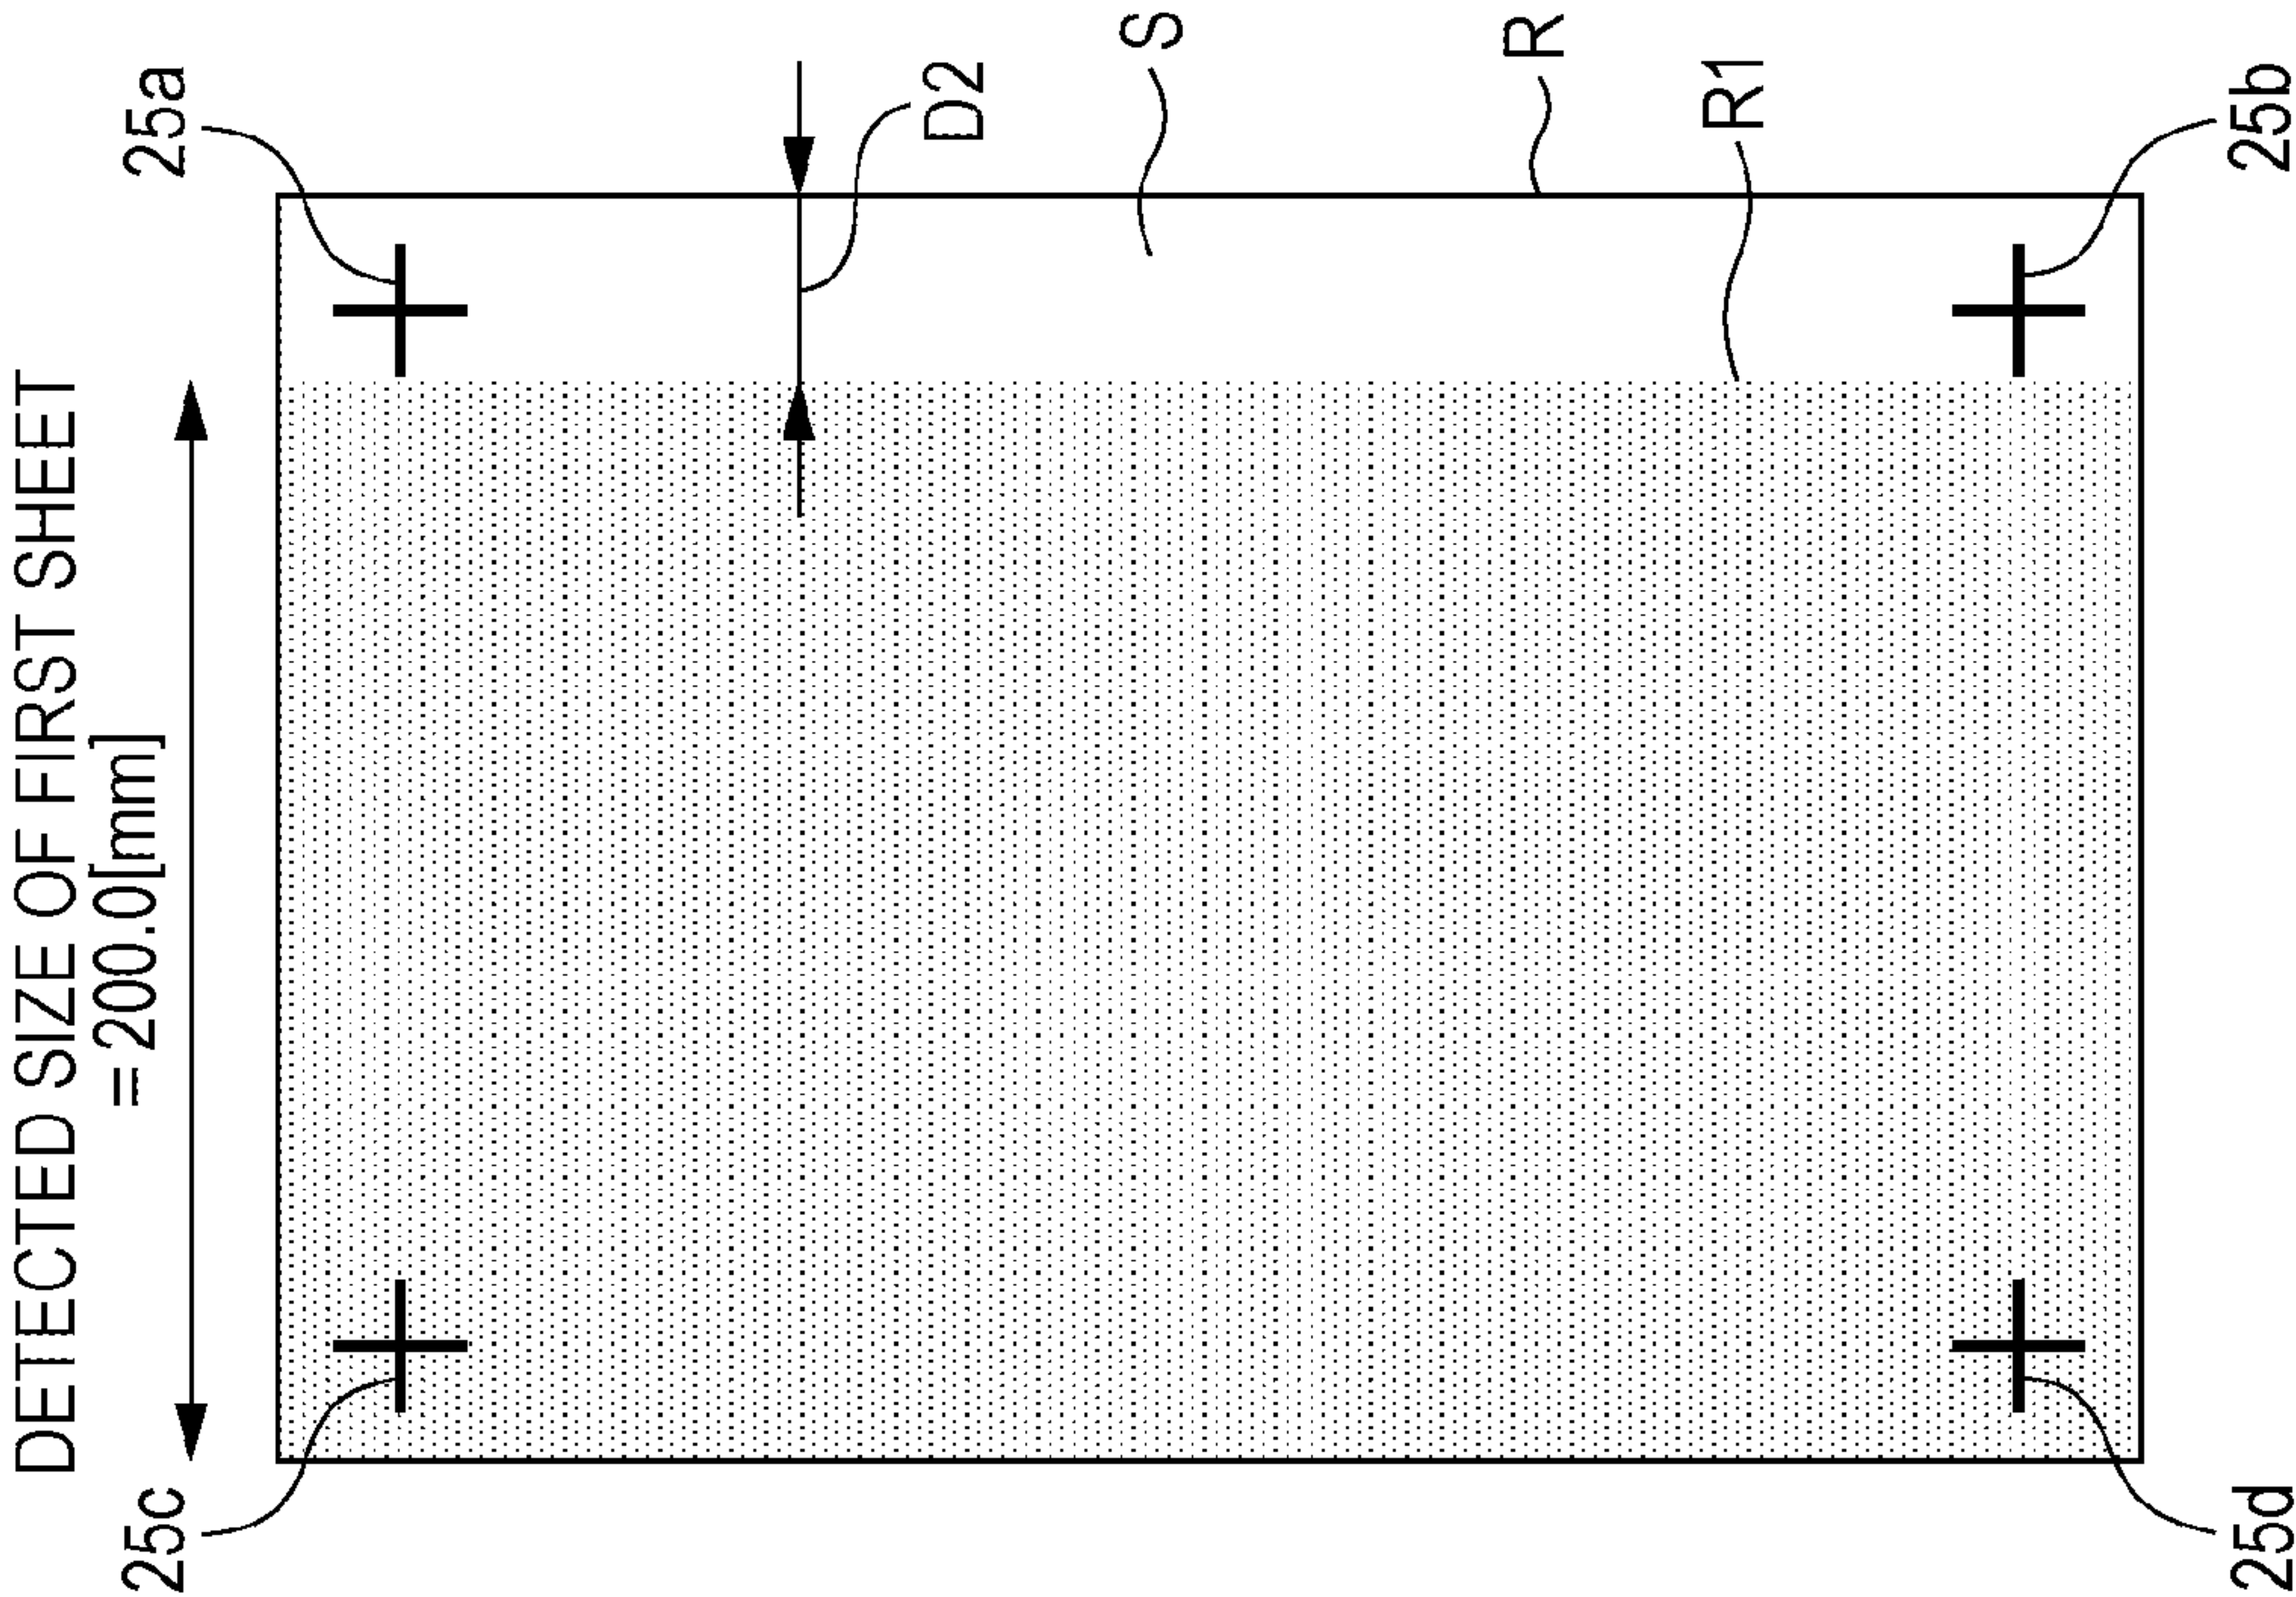 DETECTED SIZE OF FIRST SHEET
=200.0[mm]
25c
25a
D2
S
R
R1
25d
25b